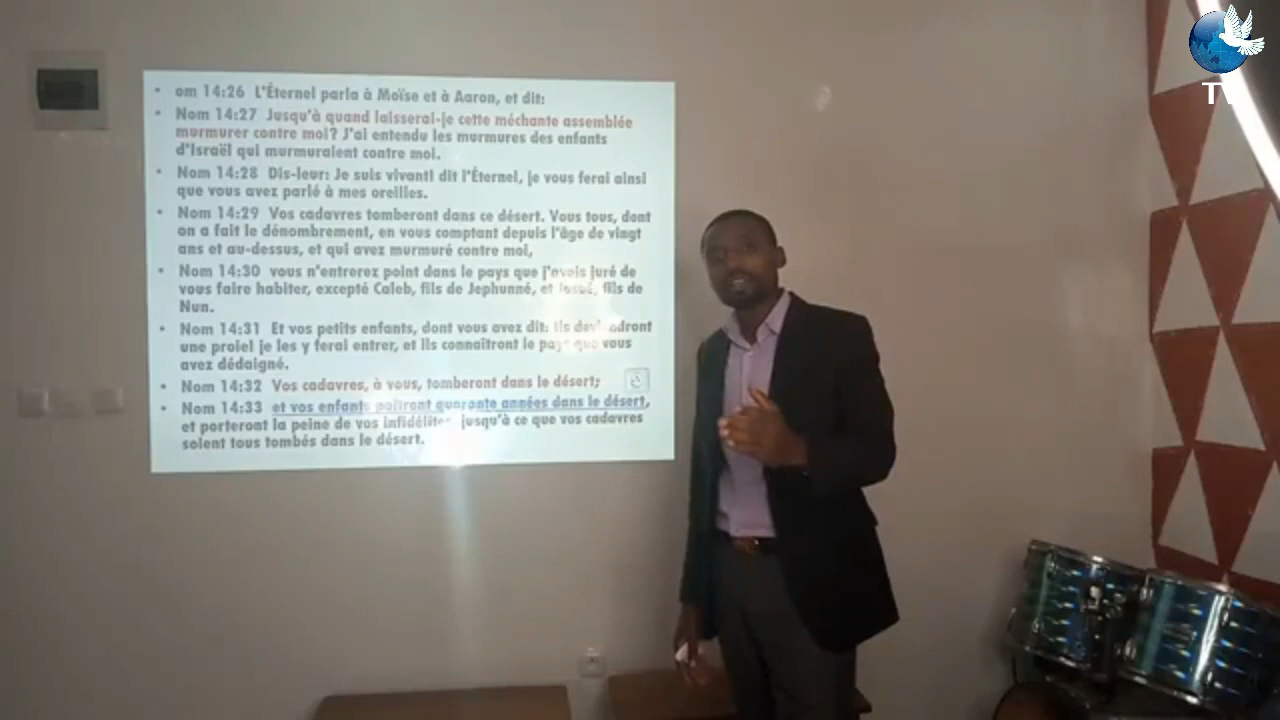 • om 14:26 L'Éternel parla à Moïse et à Aaron, et dit:
• Nom 14:27 Jusqu'à quand laisserai-je cette méchante assemblée
murmurer contre moi? J'ai entendu les murmures des enfants
d'Israël qui murmuraient contre moi.
• Nom 14:28 Dis-leur: Je suis vivant! dit l'Éternel, je vous ferai ainsi
que vous avez parlé à mes oreilles.
• Nom 14:29 Vos cadavres tomberont dans ce désert. Vous tous, dont
on a fait le dénombrement, en vous comptant depuis l'âge de vingt
ans et au-dessus, et qui avez murmuré contre moi,
• Nom 14:30 vous n'entrerez point dans le pays que j'avais juré de
vous faire habiter, excepté Caleb, fils de Jephunné, et Josué, fils de
Nun.
• Nom 14:31 Et vos petits enfants, dont vous avez dit: Ils deviendront
une proie! je les y ferai entrer, et ils connaîtront le pays que vous
avez dédaigné.
• Nom 14:32 Vos cadavres, à vous, tomberont dans le désert;
• Nom 14:33 et vos enfants paîtront quarante années dans le désert,
et porteront la peine de vos infidélités, jusqu'à ce que vos cadavres
soient tous tombés dans le désert.
TV